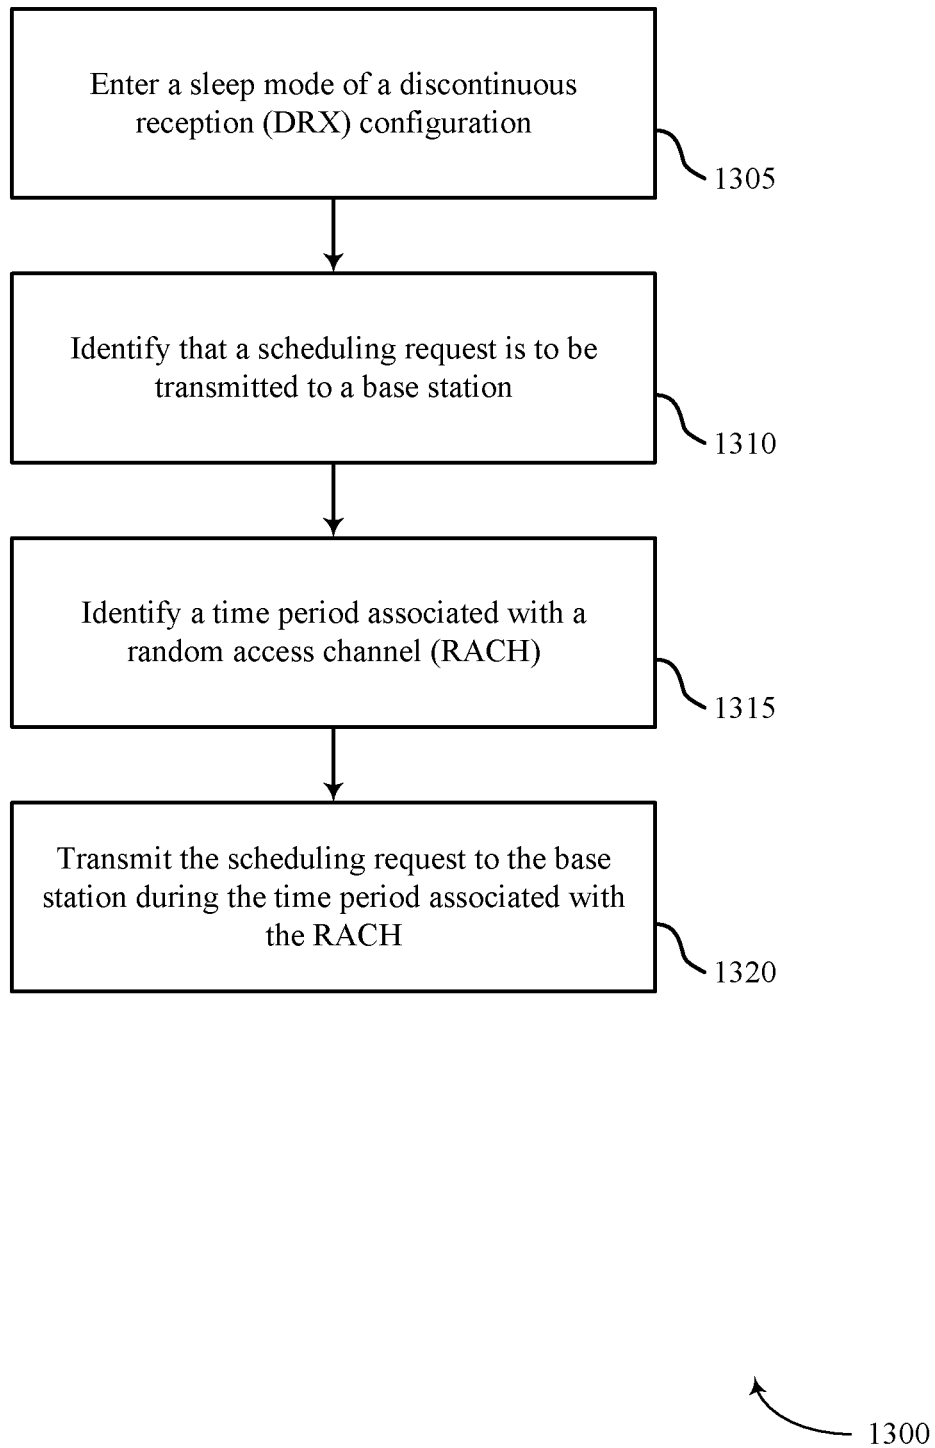 Enter a sleep mode of a discontinuous
reception (DRX) configuration
1305
Identify that a scheduling request is to be
transmitted to a base station
1310
Identify a time period associated with a
random access channel (RACH)
1315
Transmit the scheduling request to the base
station during the time period associated with
the RACH
1320
1300